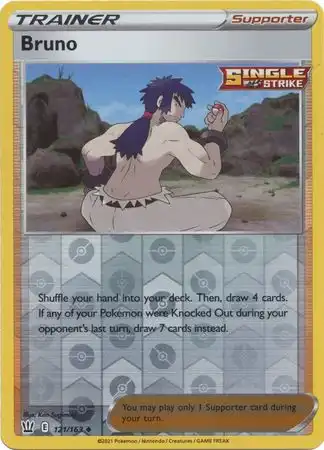 TRAINER Supporter
Bruno
SINGLE
STRIKE
Shuffle your hand into your deck. Then, draw 4 cards.
If any of your Pokémon were Knocked Out during your
opponent's last turn, draw 7 cards instead.
Illus. Ken Sugimori
E 121/163
You may play only 1 Supporter card during
your turn.
©2021 Pokémon / Nintendo / Creatures / GAME FREAK